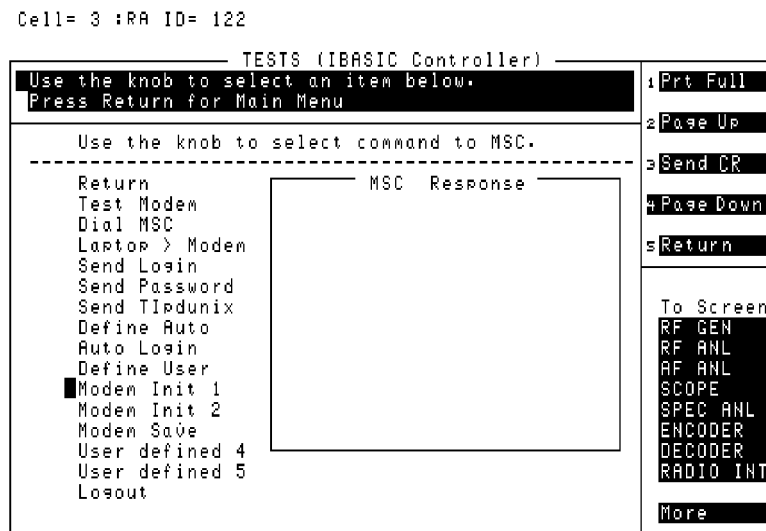 Cell= 3 :RA ID= 122
TESTS (IBASIC Controller)
Use the knob to select an item below.
Press Return for Main Menu
Use the knob to select command to MSC.
Return
Test Modem
Dial MSC
Laptop > Modem
Send Login
Send Password
Send TIpdunix
Define Auto
Auto Login
Define User
Modem Init 1
Modem Init 2
Modem Save
User defined 4
User defined 5
Logout
MSC Response
1 Prt Full
2 Page Up
3 Send CR
4 Page Down
5 Return
To Screen
RF GEN
RF ANL
AF ANL
SCOPE
SPEC ANL
ENCODER
DECODER
RADIO INT
More